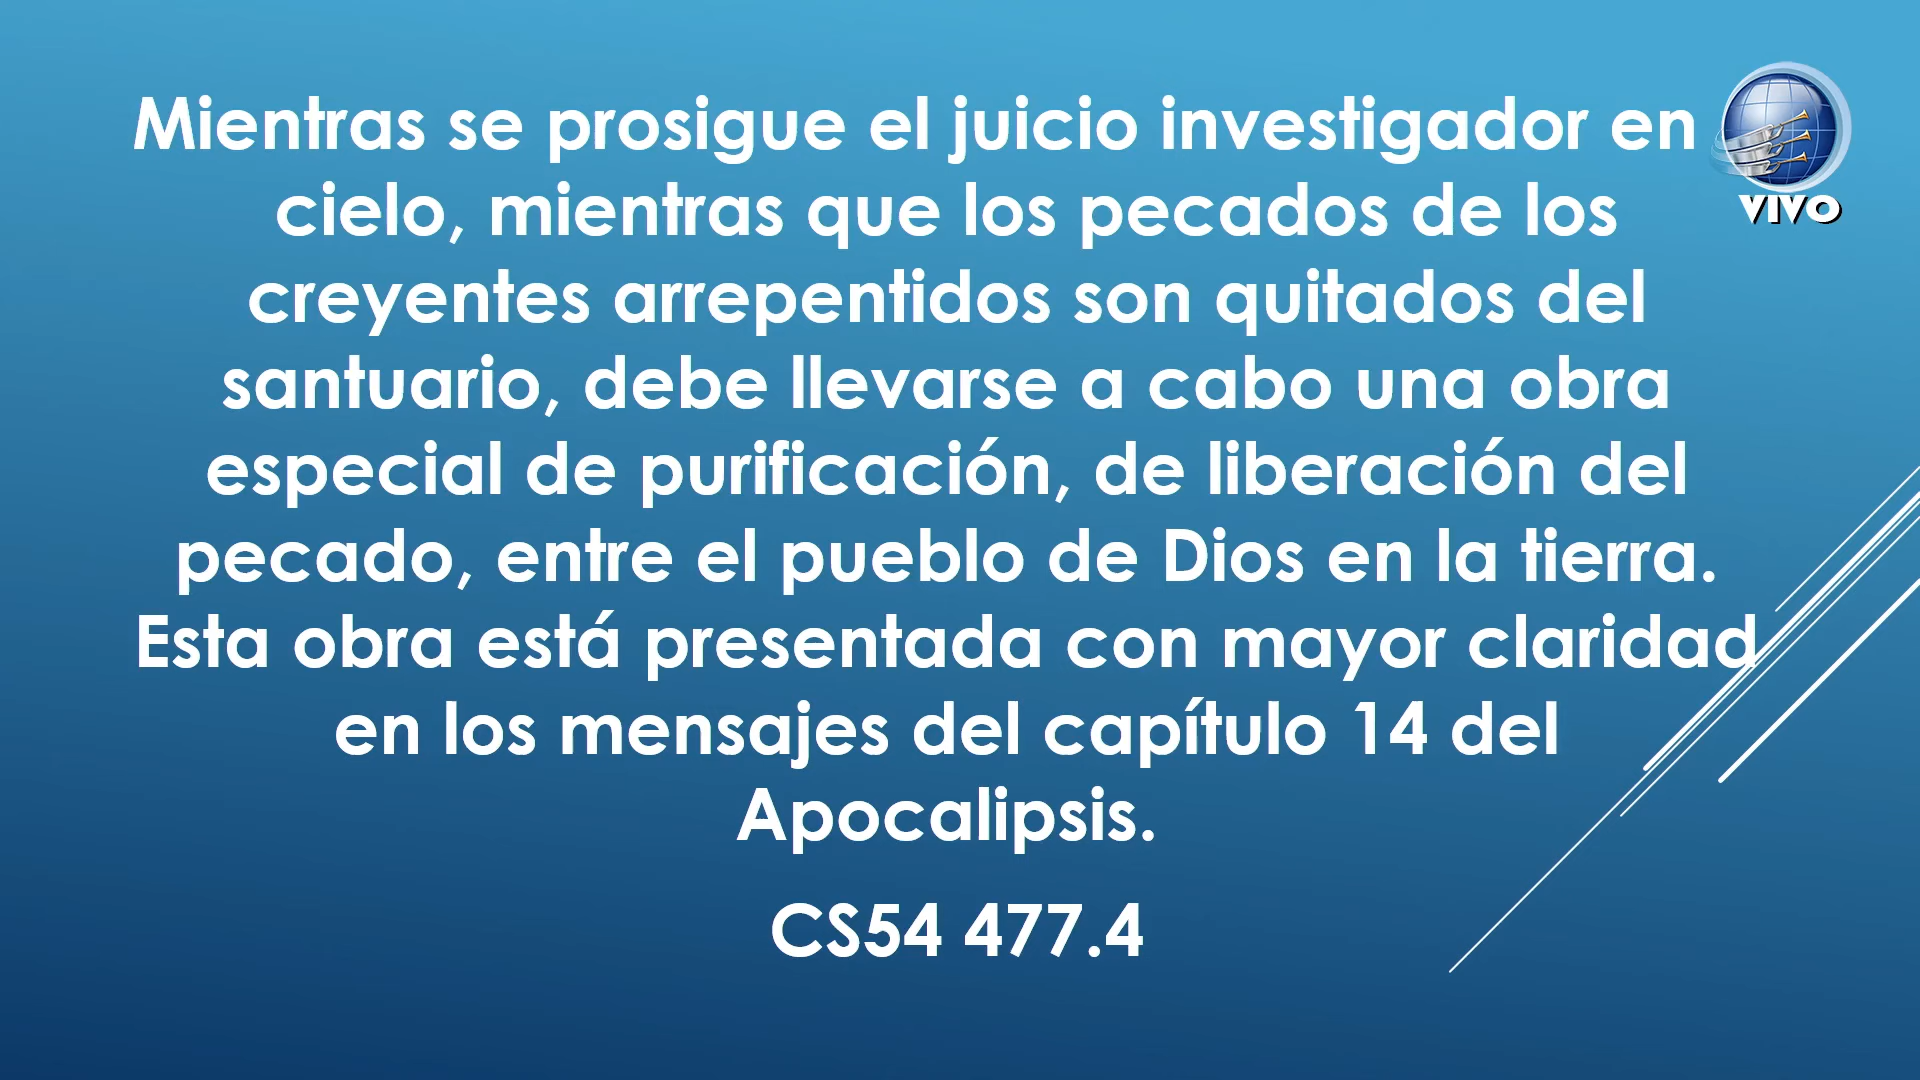 Mientras se prosigue el juicio investigador en
cielo, mientras que los pecados de los
creyentes arrepentidos son quitados del
santuario, debe llevarse a cabo una obra
especial de purificación, de liberación del
pecado, entre el pueblo de Dios en la tierra.
Esta obra está presentada con mayor claridad
en los mensajes del capítulo 14 del
Apocalipsis.
CS54 477.4
VIVO